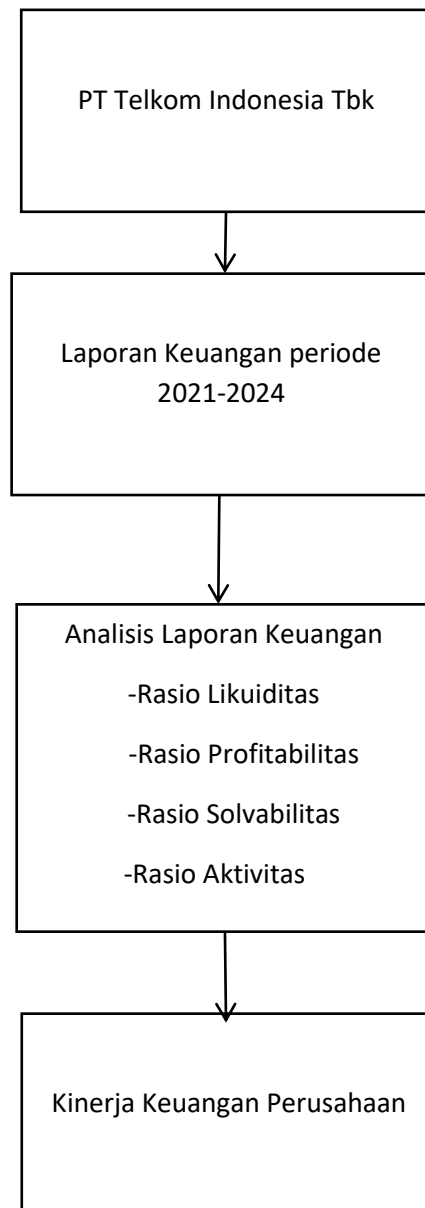 PT Telkom Indonesia Tbk
Laporan Keuangan periode
2021-2024
Analisis Laporan Keuangan
-Rasio Likuiditas
-Rasio Profitabilitas
-Rasio Solvabilitas
-Rasio Aktivitas
Kinerja Keuangan Perusahaan